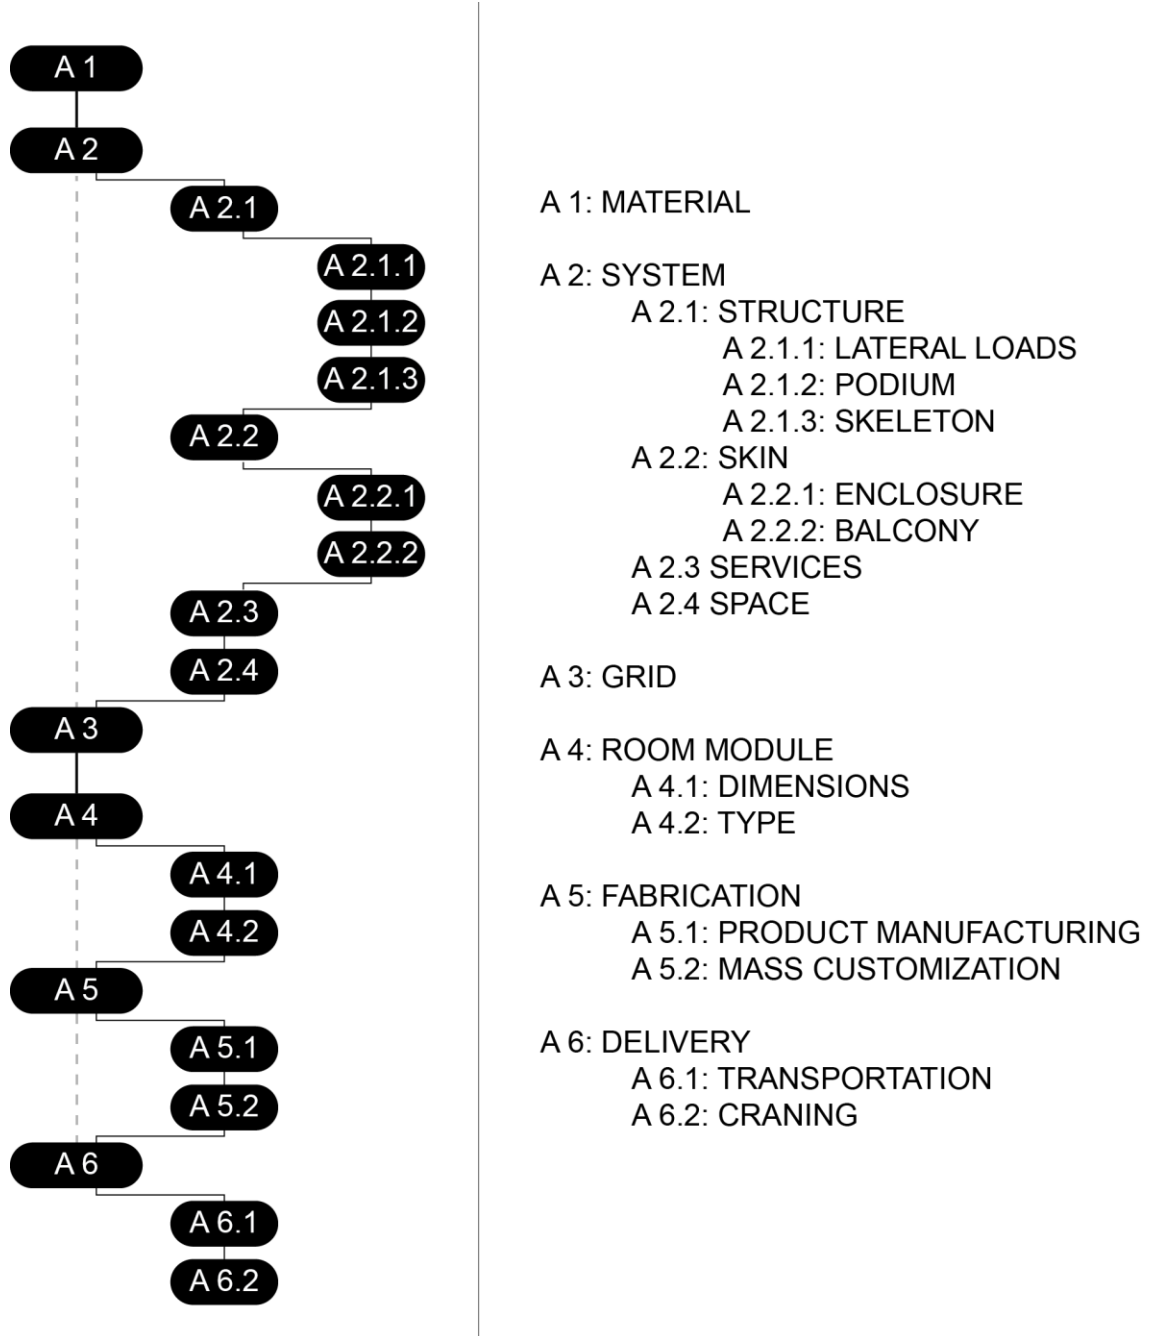 A 1
A 2
A 2.1
A 2.1.1
A 2.1.2
A 2.1.3
A 2.2
A 2.2.1
A 2.2.2
A 2.3
A 2.4
A 3
A 4
A 4.1
A 4.2
A 5
A 5.1
A 5.2
A 6
A 6.1
A 6.2
A 1: MATERIAL
A 2: SYSTEM
A 2.1: STRUCTURE
A 2.1.1: LATERAL LOADS
A 2.1.2: PODIUM
A 2.1.3: SKELETON
A 2.2: SKIN
A 2.2.1: ENCLOSURE
A 2.2.2: BALCONY
A 2.3 SERVICES
A 2.4 SPACE
A 3: GRID
A 4: ROOM MODULE
A 4.1: DIMENSIONS
A 4.2: TYPE
A 5: FABRICATION
A 5.1: PRODUCT MANUFACTURING
A 5.2: MASS CUSTOMIZATION
A 6: DELIVERY
A 6.1: TRANSPORTATION
A 6.2: CRANING